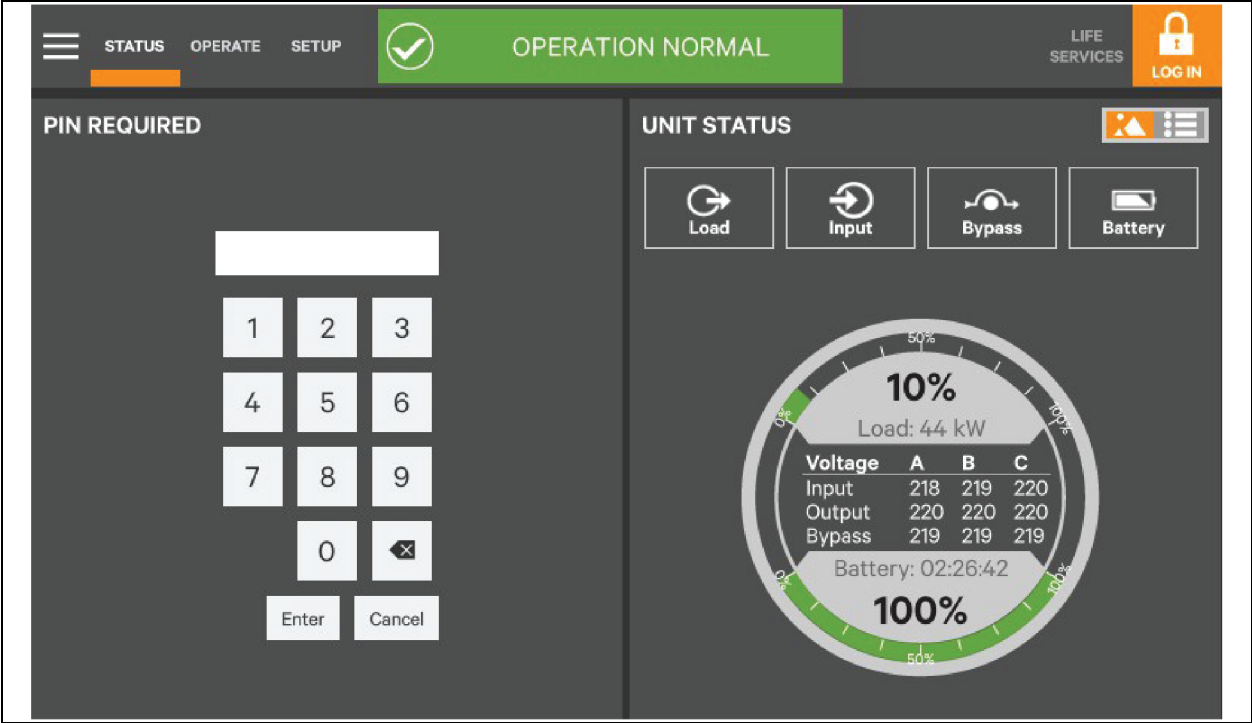 STATUS OPERATE SETUP
OPERATION NORMAL
LIFE
SERVICES
LOG IN
PIN REQUIRED
1 2 3
4 5 6
7 8 9
0
Enter Cancel
UNIT STATUS
Load Input Bypass Battery
50%
0% 100%
10%
Load: 44 kW
Voltage A B C
Input 218 219 220
Output 220 220 220
Bypass 219 219 219
Battery: 02:26:42
0% 100%
100%
50%